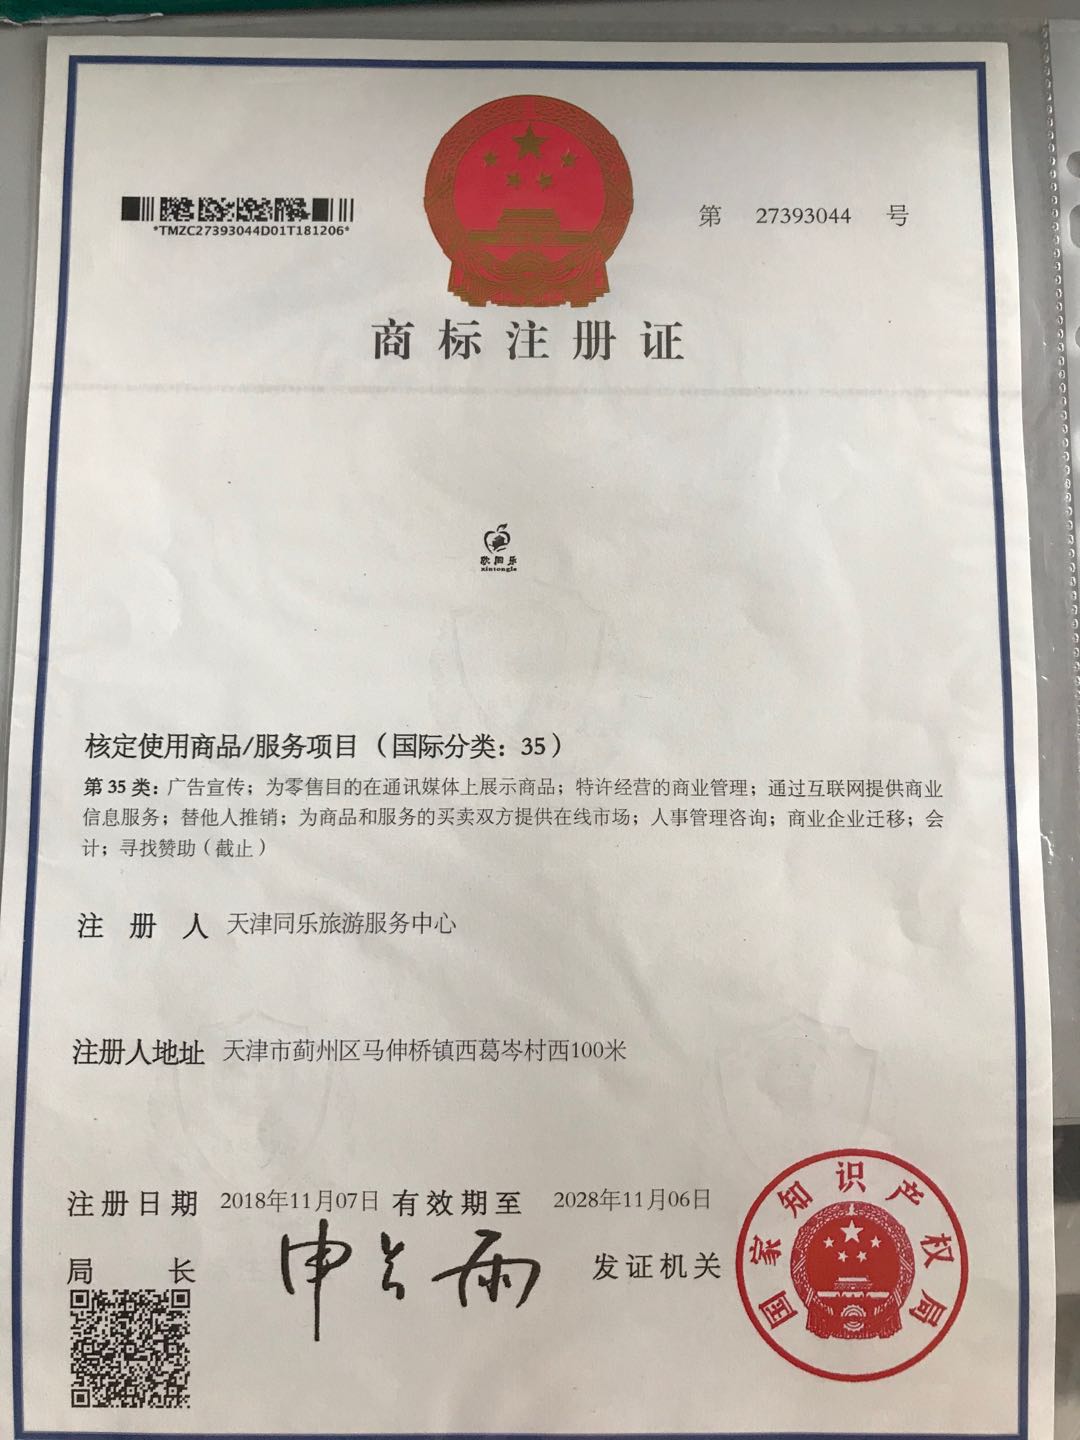 第 27393044 号
*TMZC27393044D01T181206*
商标注册证
欣同乐
xintongle
核定使用商品/服务项目（国际分类：35）
第 35 类：广告宣传；为零售目的在通讯媒体上展示商品；特许经营的商业管理；通过互联网提供商业
信息服务；替他人推销；为商品和服务的买卖双方提供在线市场；人事管理咨询；商业企业迁移；会
计；寻找赞助（截止）
注册人 天津同乐旅游服务中心
注册人地址 天津市蓟州区马伸桥镇西葛岑村西100米
注册日期 2018年11月07日 有效期至 2028年11月06日
局长 申长雨 发证机关
国家知识产权局